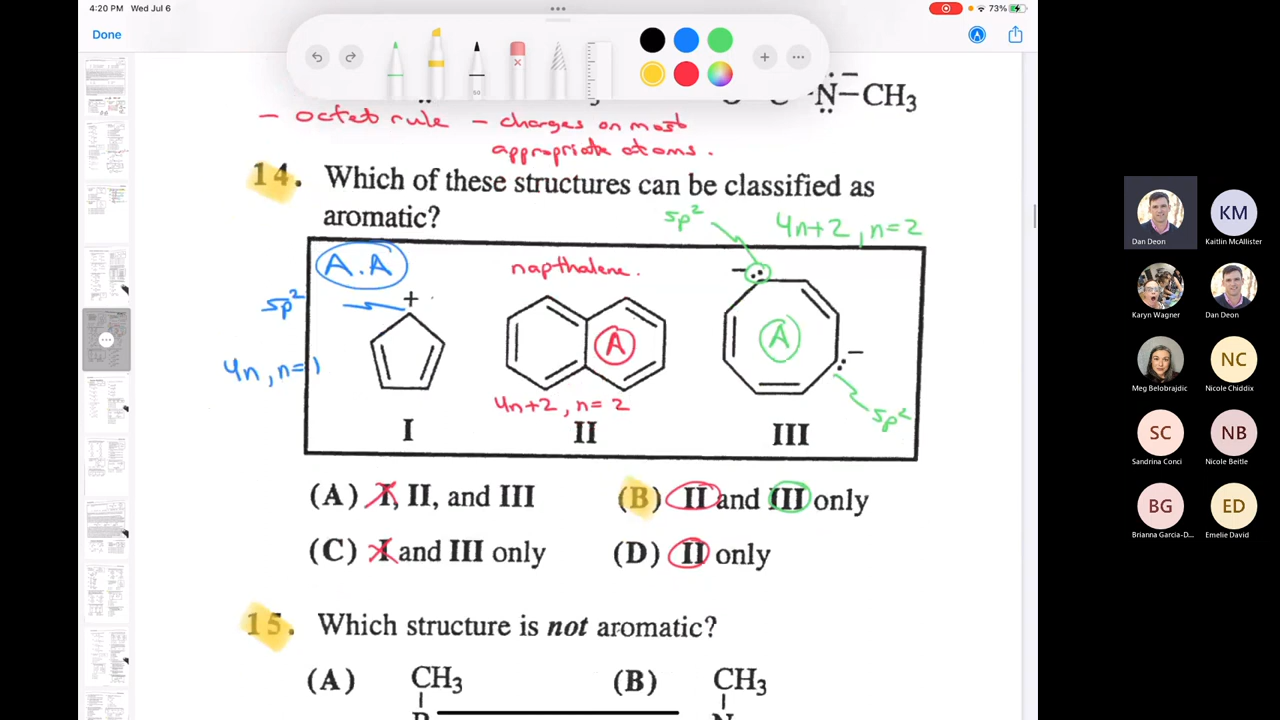 4:20 PM Wed Jul 6
73%
Done
N—CH3
– octet rule – charges on most
appropriate atoms.
14. Which of these structures can be classified as
aromatic?
sp² 4n+2, n=2
A.A
napthalene.
sp²
+
A
A
4n, n=1
4n+2, n=2
sp²
I II III
(A) I, II, and III (B) II and III only
(C) I and III only (D) II only
15. Which structure is not aromatic?
(A) CH3 (B) CH3
Dan Deon
KM
Kaitlin McAllister
Karyn Wagner
Dan Deon
Meg Belobrajdic
NC
Nicole Chiddix
SC
Sandrina Conci
NB
Nicole Beitle
BG
Brianna Garcia-D...
ED
Emelie David